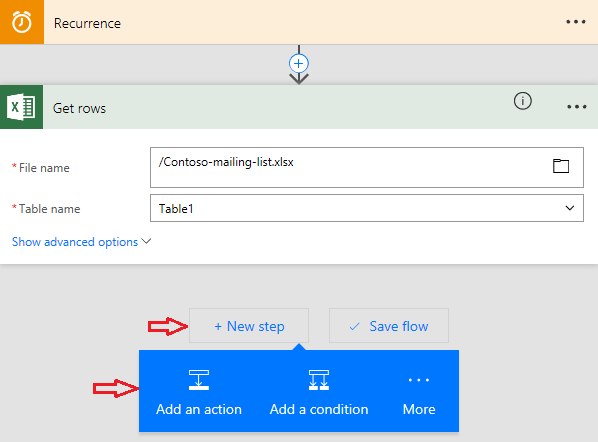 Recurrence
Get rows
* File name
/Contoso-mailing-list.xlsx
* Table name
Table1
Show advanced options
+ New step
Save flow
Add an action
Add a condition
More